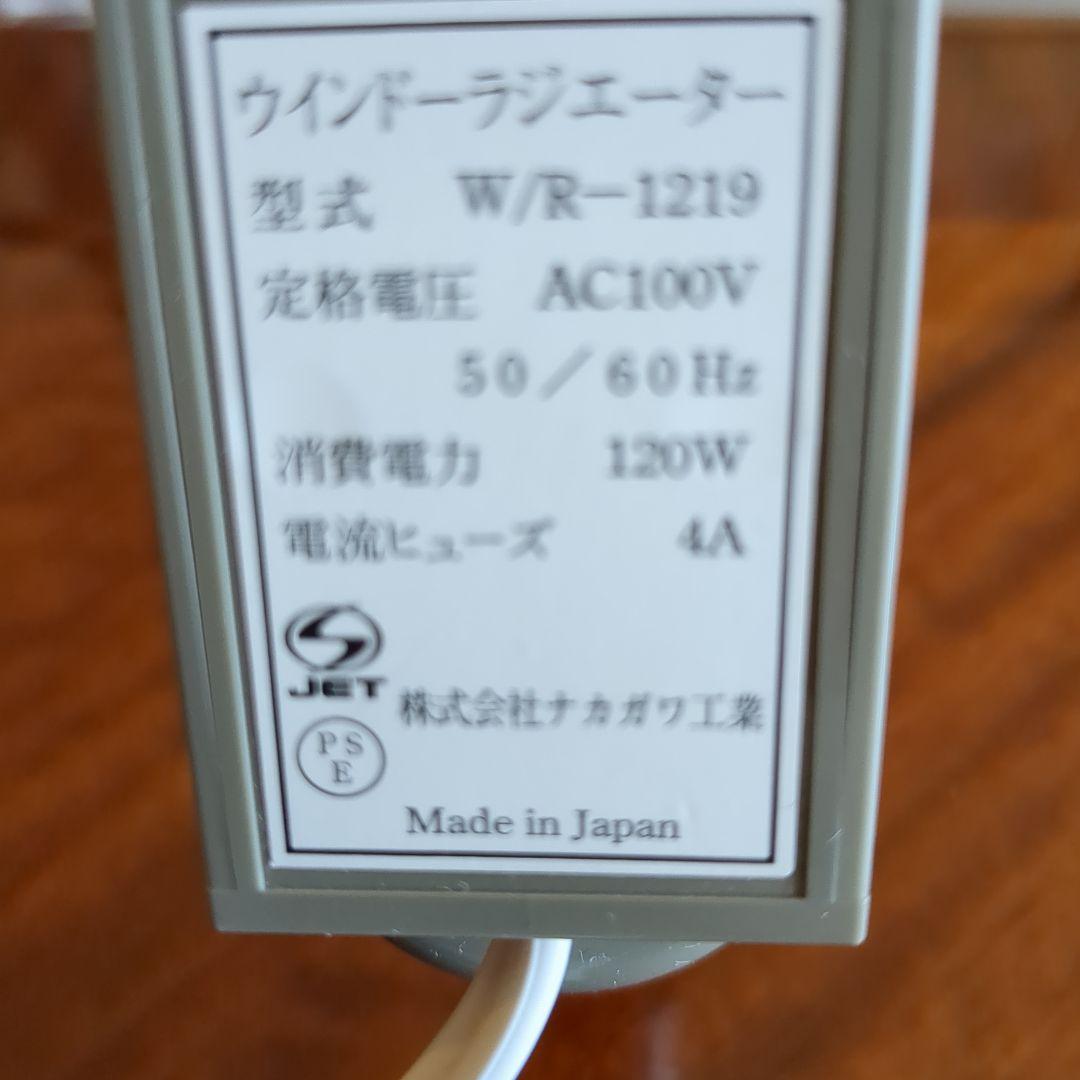 ウインドーラジエーター
型式 W/R-1219
定格電圧 AC100V
50／60Hz
消費電力 120W
電流ヒューズ 4A
JET
株式会社ナカガワ工業
PS
E
Made in Japan